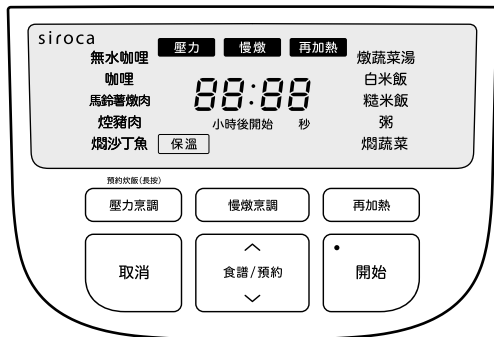 siroca
壓力 慢燉 再加熱
無水咖哩
咖哩
馬鈴薯燉肉
焢豬肉
燜沙丁魚
88:88
小時後開始 秒
保溫
燉蔬菜湯
白米飯
糙米飯
粥
燜蔬菜
預約炊飯(長按)
壓力烹調 慢燉烹調 再加熱
取消 食譜/預約 開始